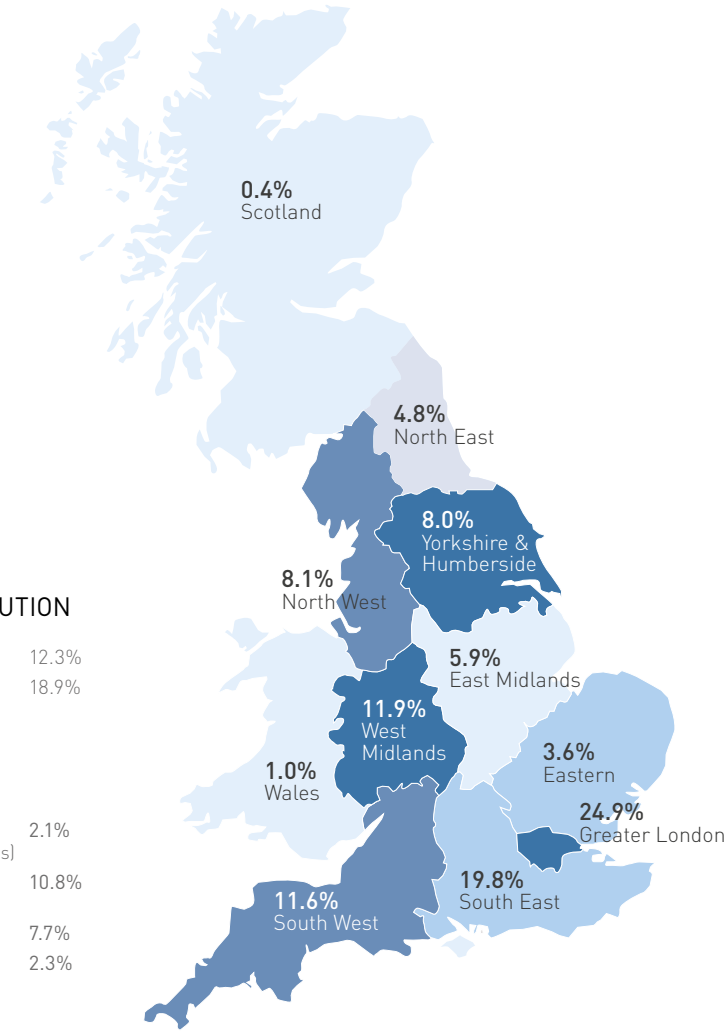 0.4%
Scotland
4.8%
North East
8.0%
Yorkshire &
Humberside
8.1%
North West
UTION
12.3%
18.9%
5.9%
East Midlands
11.9%
West
Midlands
1.0%
Wales
3.6%
Eastern
24.9%
Greater London
2.1%
s)
10.8%
19.8%
South East
11.6%
South West
7.7%
2.3%